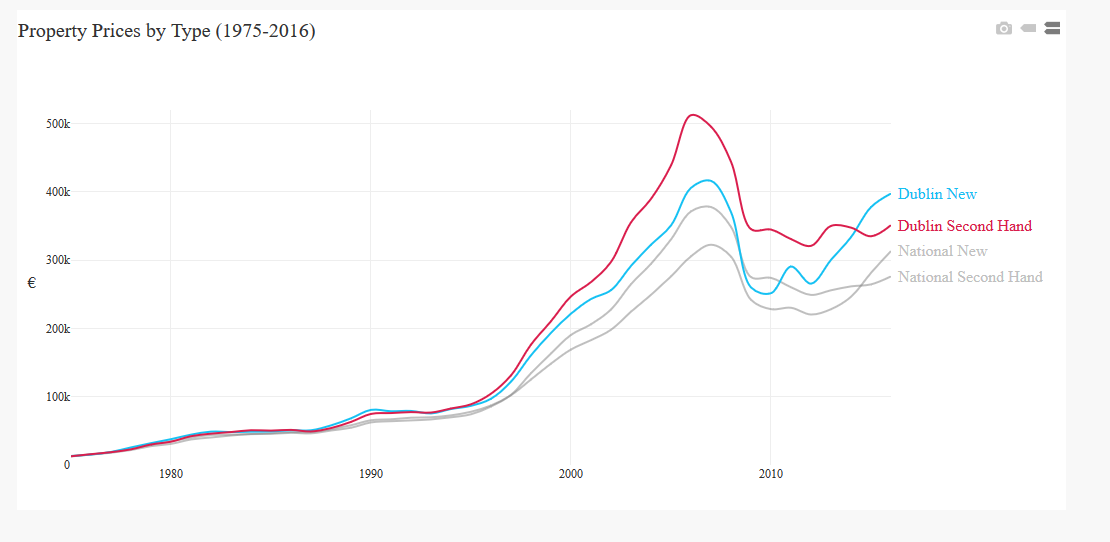 Property Prices by Type (1975-2016)
500k
400k
300k
€
200k
100k
0
1980 1990 2000 2010
Dublin New
Dublin Second Hand
National New
National Second Hand